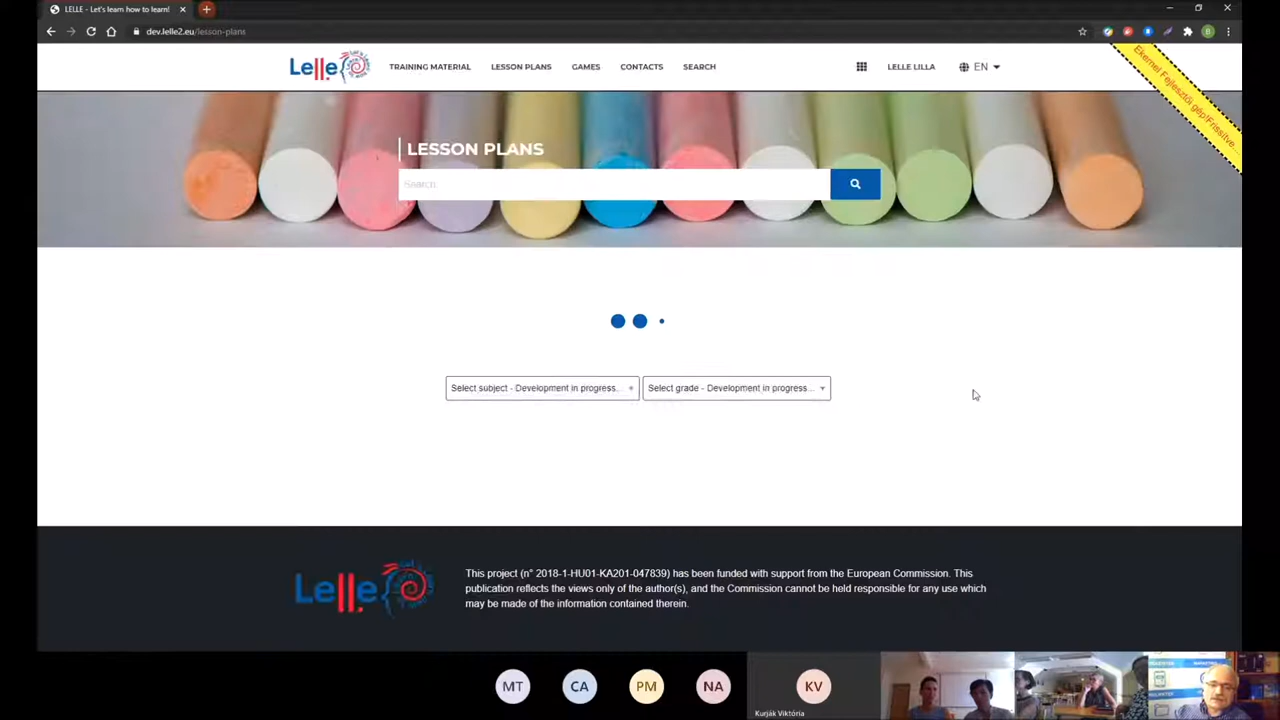 LELLE - Let's learn how to learn!
dev.lelle2.eu/lesson-plans
Lelle
TRAINING MATERIAL
LESSON PLANS
GAMES
CONTACTS
SEARCH
LELLE LILLA
EN
LESSON PLANS
Search
Select subject - Development in progress...
Select grade - Development in progress...
Lelle
This project (n° 2018-1-HU01-KA201-047839) has been funded with support from the European Commission. This
publication reflects the views only of the author(s), and the Commission cannot be held responsible for any use which
may be made of the information contained therein.
MT
CA
PM
NA
KV
Kurják Viktória